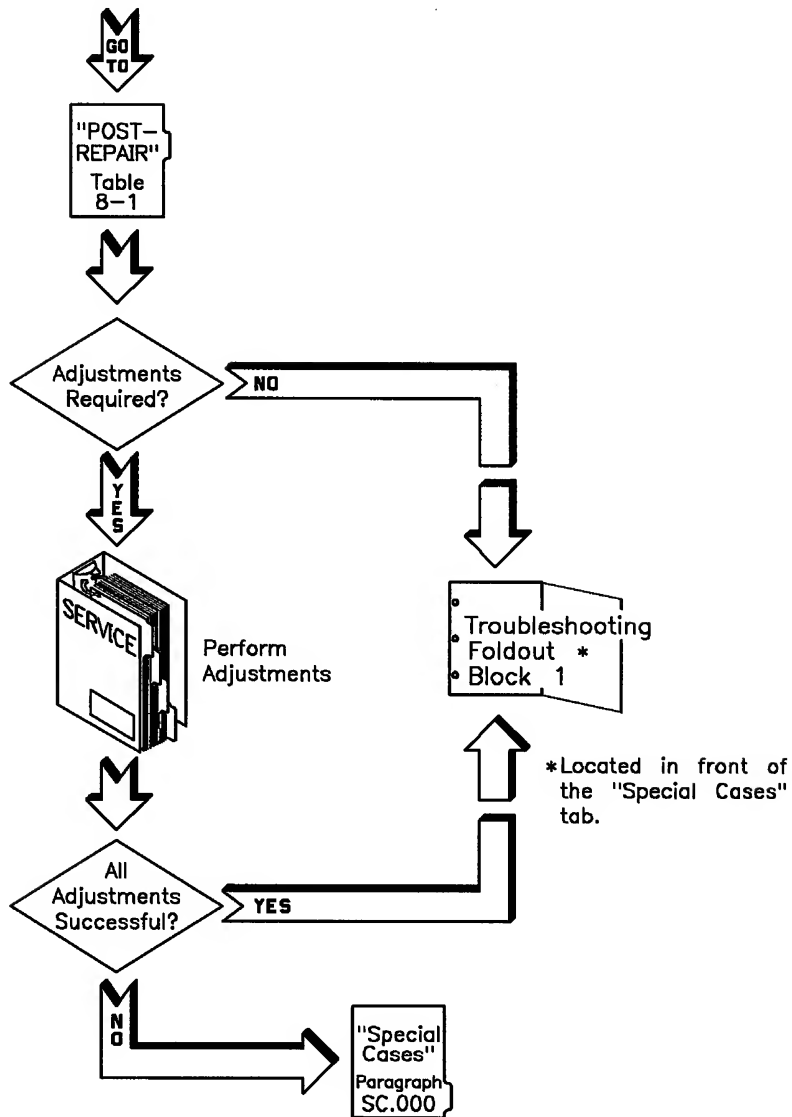 GO
TO
"POST-
REPAIR"
Table
8-1
Adjustments
Required?
NO
YES
SERVICE
Perform
Adjustments
Troubleshooting
Foldout *
Block 1
*Located in front of
the "Special Cases"
tab.
All
Adjustments
Successful?
YES
NO
"Special
Cases"
Paragraph
SC.000